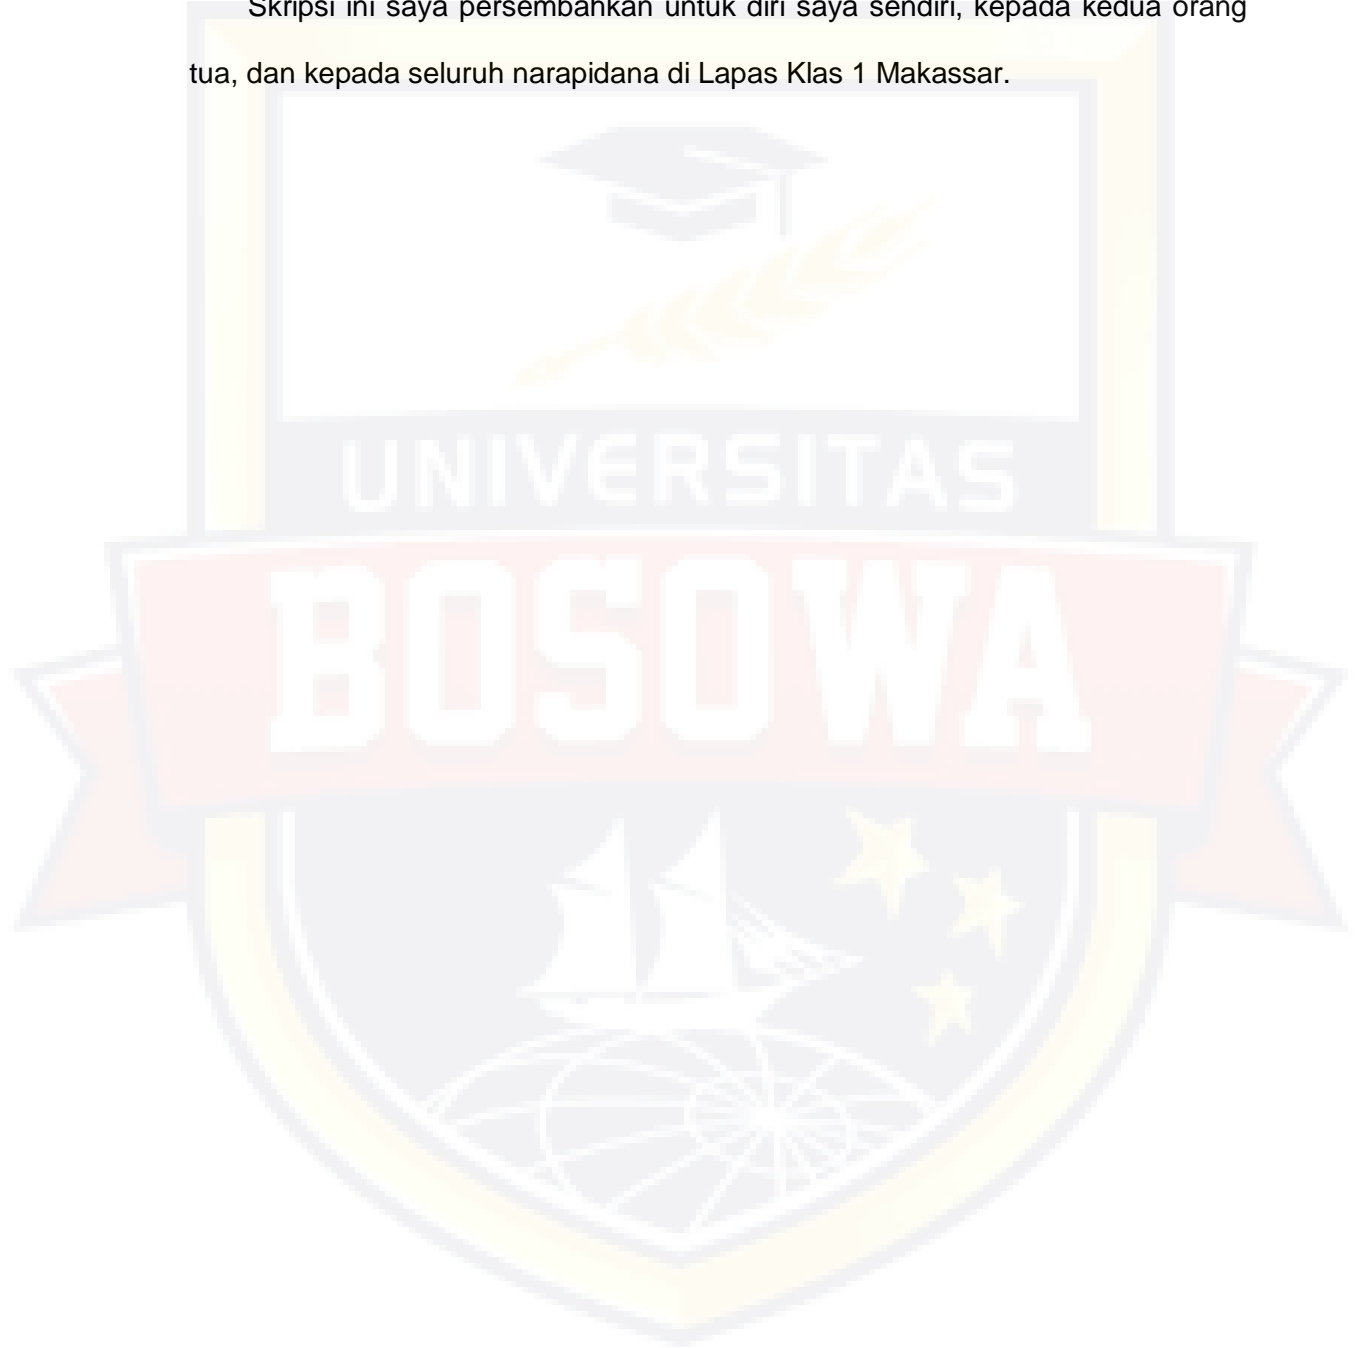 Skripsi ini saya persembahkan untuk diri saya sendiri, kepada kedua orang
tua, dan kepada seluruh narapidana di Lapas Klas 1 Makassar.
UNIVERSITAS
BOSOWA